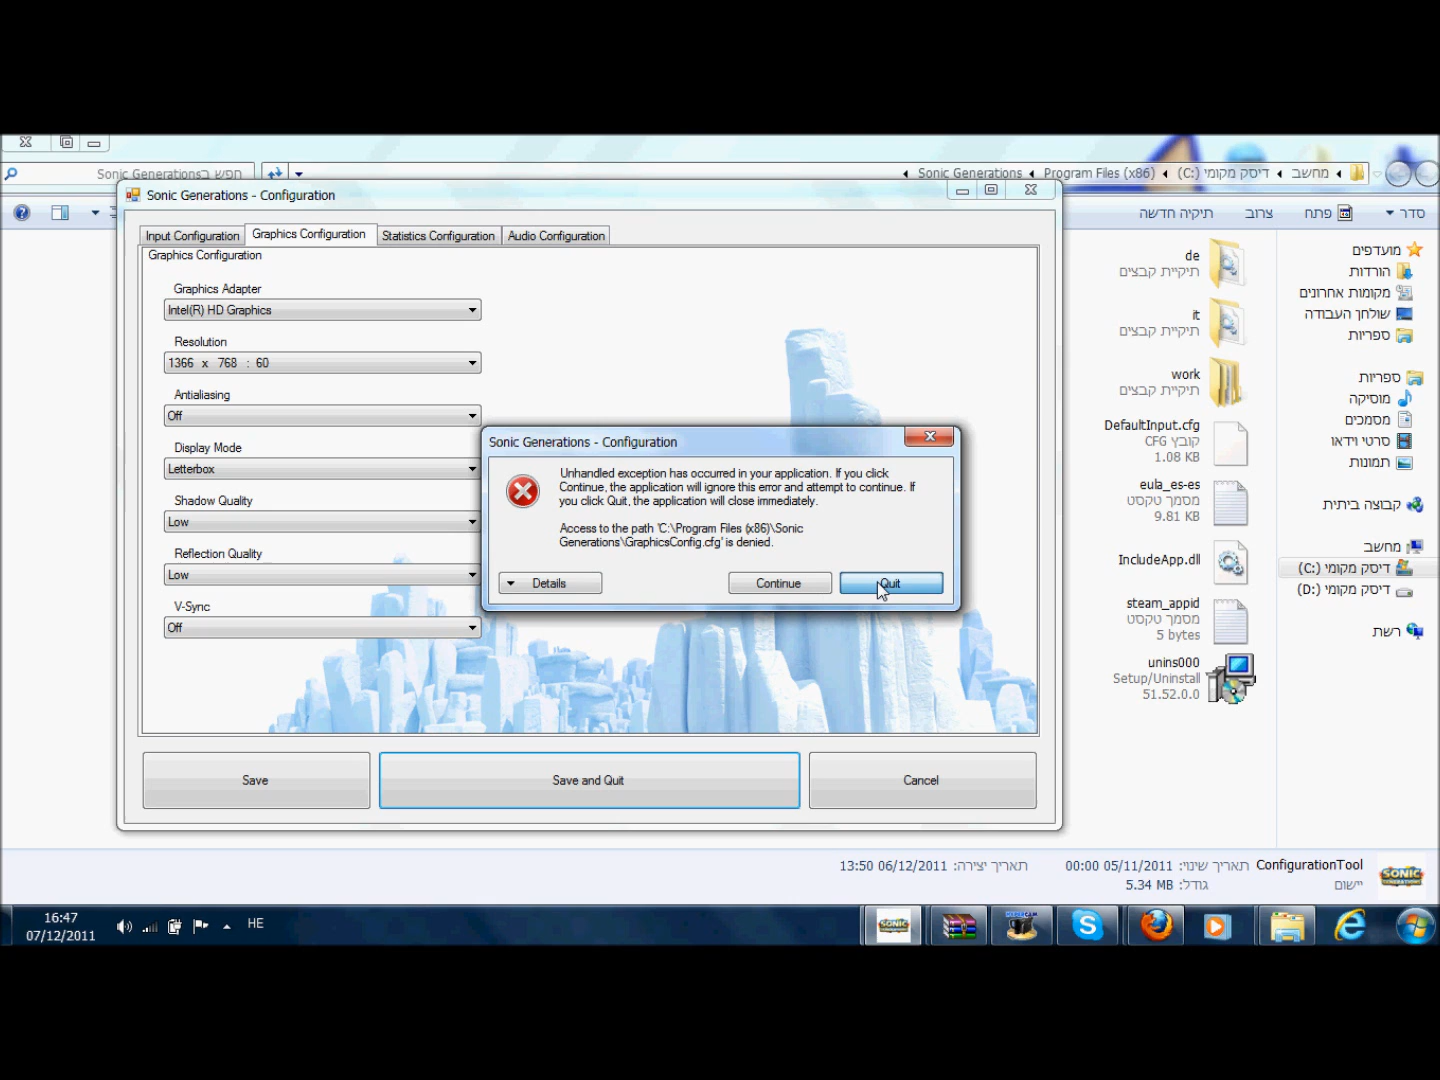 חפש בSonic Generations
Sonic Generations
Program Files (x86)
דיסק מקומי (C:)
מחשב
Sonic Generations - Configuration
סדר
פתח
צרוב
תיקיה חדשה
Input Configuration
Graphics Configuration
Statistics Configuration
Audio Configuration
Graphics Configuration
Graphics Adapter
Intel(R) HD Graphics
Resolution
1366 x 768 : 60
Antialiasing
Off
Display Mode
Letterbox
Shadow Quality
Low
Reflection Quality
Low
V-Sync
Off
Save
Save and Quit
Cancel
Sonic Generations - Configuration
Unhandled exception has occurred in your application. If you click
Continue, the application will ignore this error and attempt to continue. If
you click Quit, the application will close immediately.
Access to the path 'C:\Program Files (x86)\Sonic
Generations\GraphicsConfig.cfg' is denied.
Details
Continue
Quit
de
תיקיית קבצים
it
תיקיית קבצים
work
תיקיית קבצים
DefaultInput.cfg
קובץ CFG
1.08 KB
eula_es-es
מסמך טקסט
9.81 KB
IncludeApp.dll
steam_appid
מסמך טקסט
5 bytes
unins000
Setup/Uninstall
51.52.0.0
מועדפים
הורדות
מקומות אחרונים
שולחן העבודה
ספריות
ספריות
מוסיקה
מסמכים
סרטי וידאו
תמונות
קבוצה ביתית
מחשב
דיסק מקומי (C:)
דיסק מקומי (D:)
רשת
ConfigurationTool
יישום
תאריך שינוי: 05/11/2011 00:00
גודל: 5.34 MB
תאריך יצירה: 06/12/2011 13:50
SONIC
16:47
07/12/2011
HE
SONIC
HYPERCAM